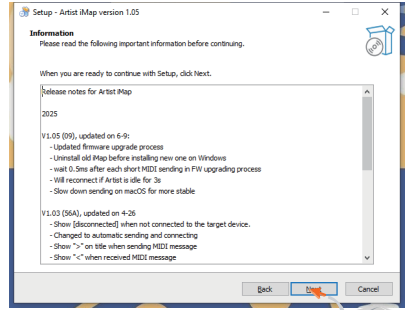 Setup - Artist iMap version 1.05
Information
Please read the following important information before continuing.
When you are ready to continue with Setup, click Next.
Release notes for Artist iMap
2025
V1.05 (09), updated on 6-9:
- Updated firmware upgrade process
- Uninstall old iMap before installing new one on Windows
- wait 0.5ms after each short MIDI sending in FW upgrading process
- Will reconnect if Artist is idle for 3s
- Slow down sending on macOS for more stable
V1.03 (56A), updated on 4-26
- Show [disconnected] when not connected to the target device.
- Changed to automatic sending and connecting
- Show ">" on title when sending MIDI message
- Show "<" when received MIDI message
Back Next Cancel